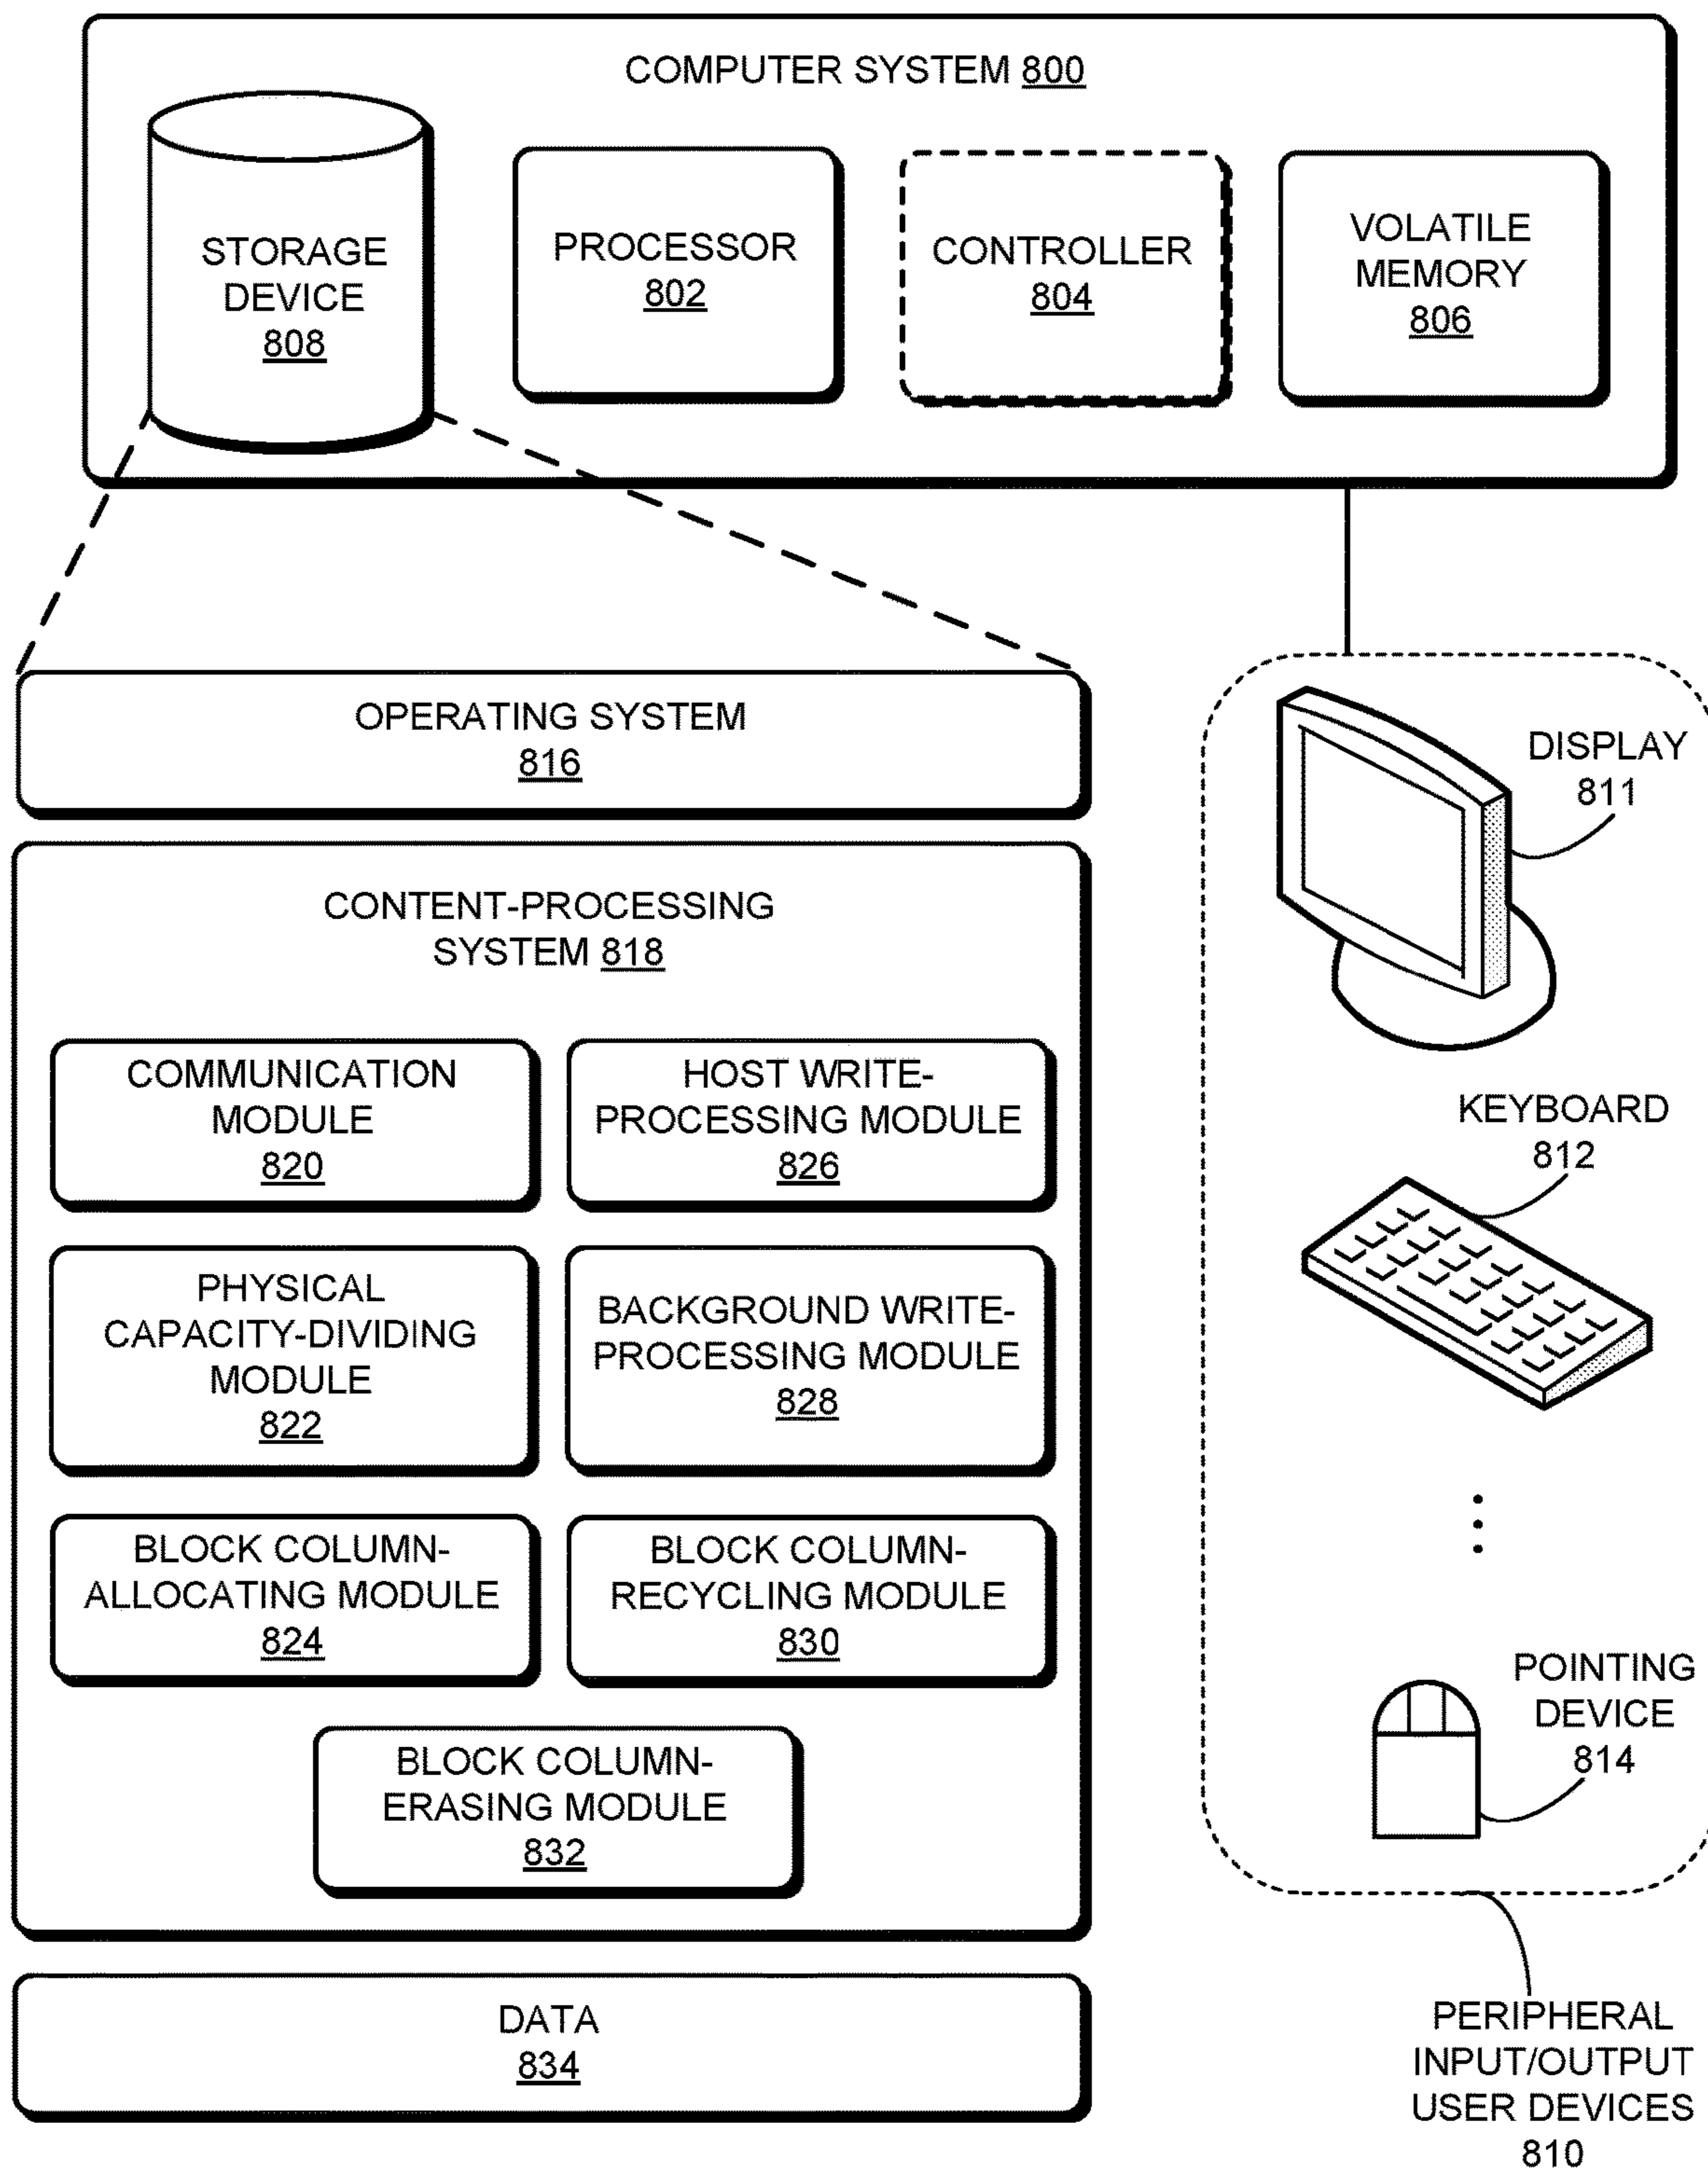 COMPUTER SYSTEM 800
STORAGE
DEVICE
808
PROCESSOR
802
CONTROLLER
804
VOLATILE
MEMORY
806
OPERATING SYSTEM
816
CONTENT-PROCESSING
SYSTEM 818
COMMUNICATION
MODULE
820
HOST WRITE-
PROCESSING MODULE
826
PHYSICAL
CAPACITY-DIVIDING
MODULE
822
BACKGROUND WRITE-
PROCESSING MODULE
828
BLOCK COLUMN-
ALLOCATING MODULE
824
BLOCK COLUMN-
RECYCLING MODULE
830
BLOCK COLUMN-
ERASING MODULE
832
DATA
834
DISPLAY
811
KEYBOARD
812
POINTING
DEVICE
814
PERIPHERAL
INPUT/OUTPUT
USER DEVICES
810